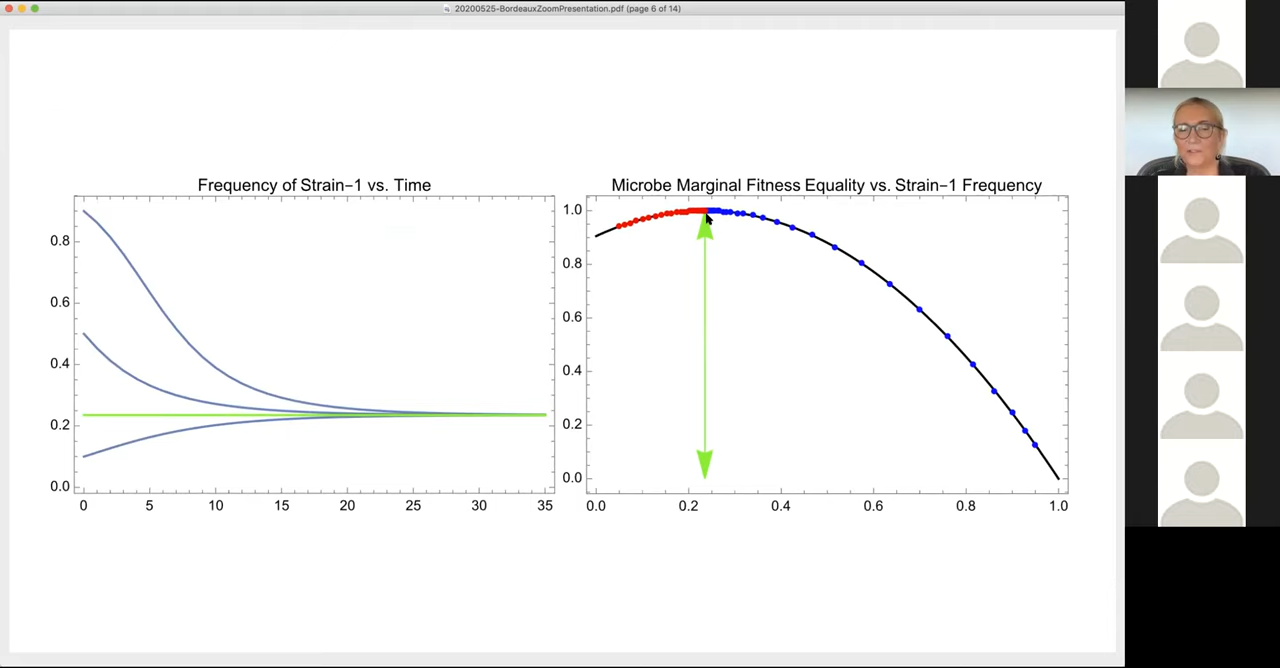 20200525-BordeauxZoomPresentation.pdf (page 6 of 14)
Frequency of Strain−1 vs. Time
0.8
0.6
0.4
0.2
0.0
0 5 10 15 20 25 30 35
Microbe Marginal Fitness Equality vs. Strain−1 Frequency
1.0
0.8
0.6
0.4
0.2
0.0
0.0 0.2 0.4 0.6 0.8 1.0